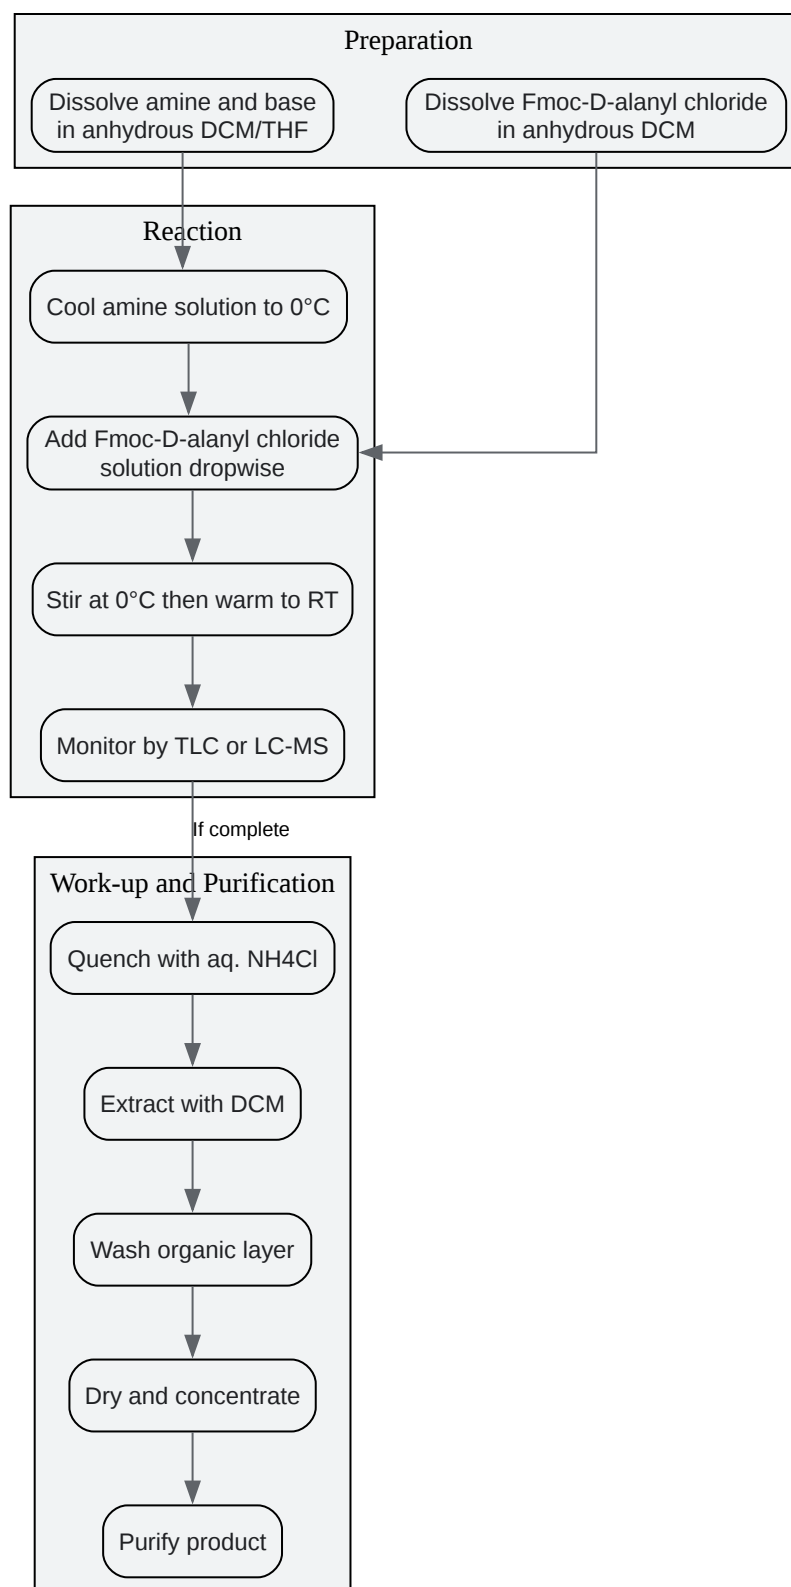 Preparation
Dissolve amine and base
in anhydrous DCM/THF
Dissolve Fmoc-D-alanyl chloride
in anhydrous DCM
Reaction
Cool amine solution to 0°C
Add Fmoc-D-alanyl chloride
solution dropwise
Stir at 0°C then warm to RT
Monitor by TLC or LC-MS
If complete
Work-up and Purification
Quench with aq. NH4Cl
Extract with DCM
Wash organic layer
Dry and concentrate
Purify product